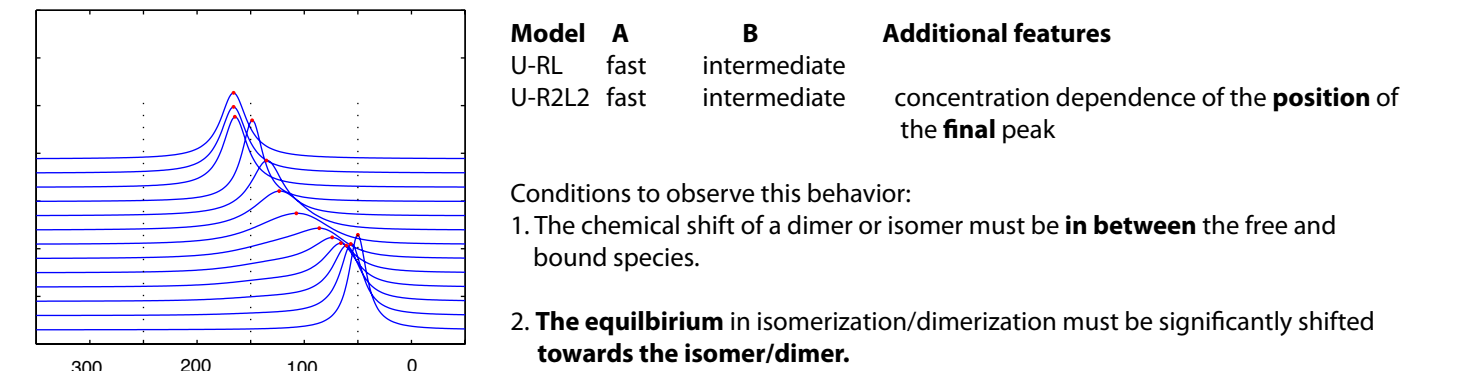 Model A B Additional features
U-RL fast intermediate
U-R2L2 fast intermediate concentration dependence of the position of
the final peak
Conditions to observe this behavior:
1. The chemical shift of a dimer or isomer must be in between the free and
bound species.
2. The equilbirium in isomerization/dimerization must be significantly shifted
towards the isomer/dimer.
300 200 100 0